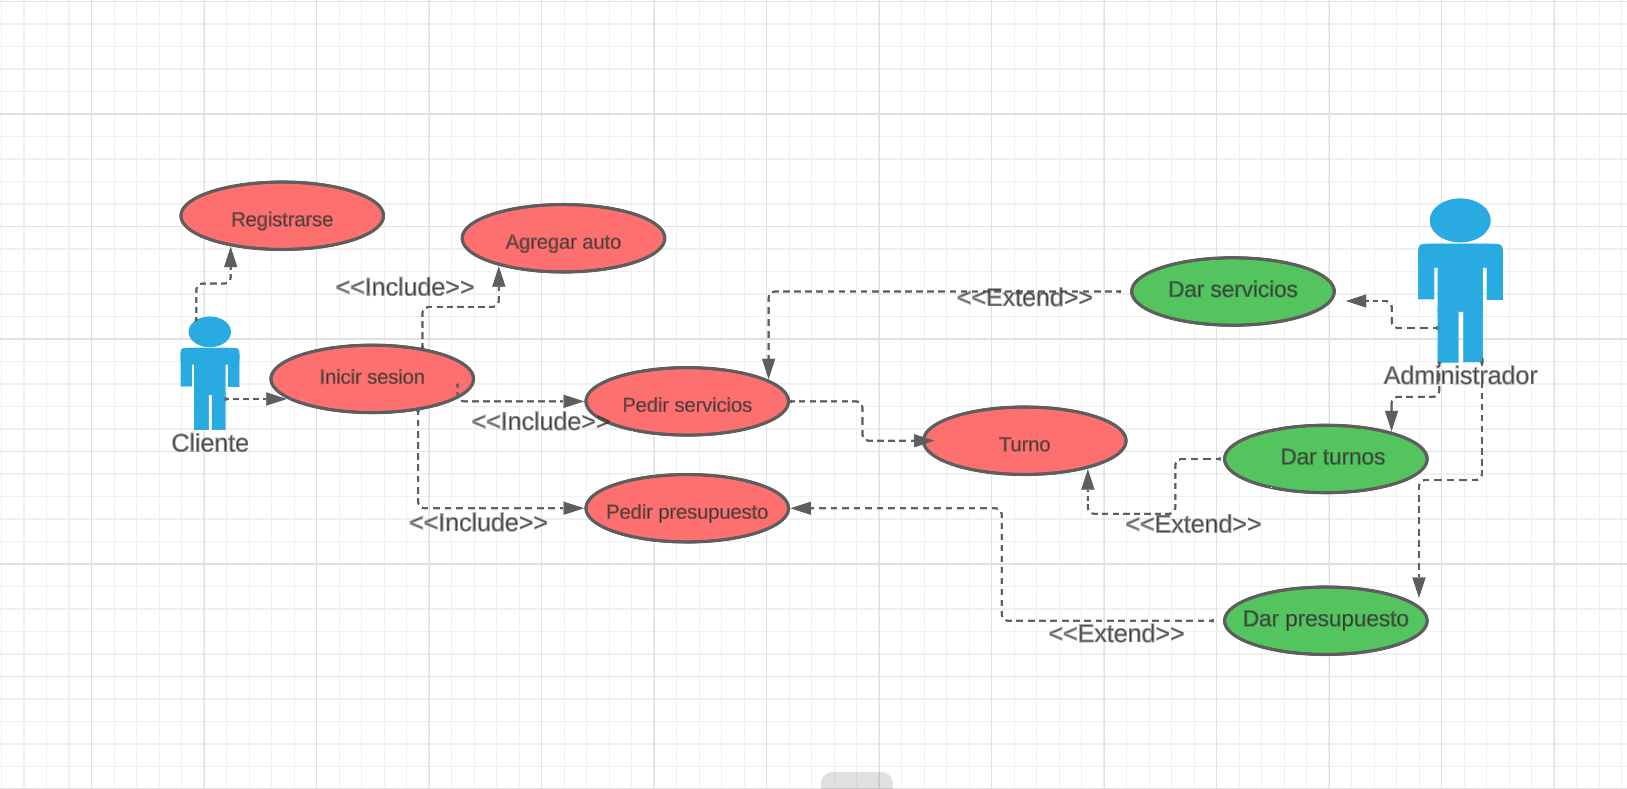 Registrarse
Agregar auto
<<Include>>
Dar servicios
<<Extend>>
Inicir sesion
Administrador
Pedir servicios
<<Include>>
Cliente
Turno
Dar turnos
Pedir presupuesto
<<Include>>
<<Extend>>
Dar presupuesto
<<Extend>>